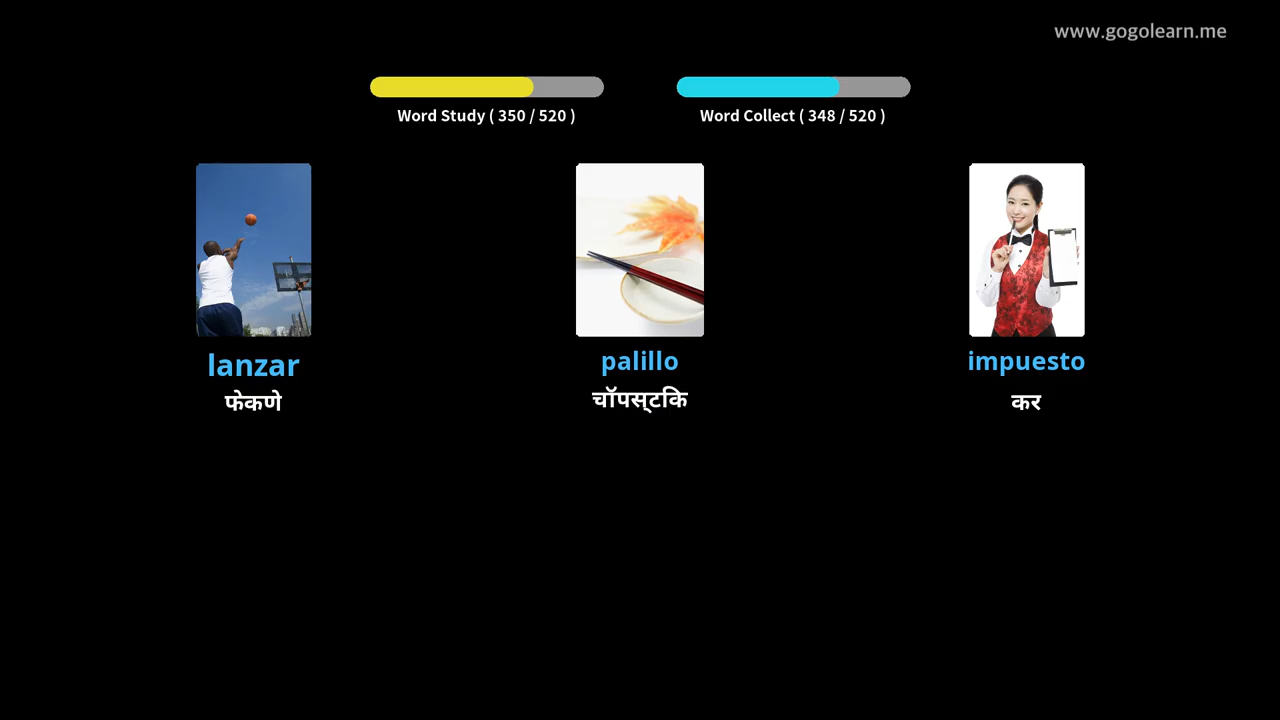 www.gogolearn.me
Word Study ( 350 / 520 )
Word Collect ( 348 / 520 )
lanzar
palillo
impuesto
फेकणे
चॉपस्टिक
कर